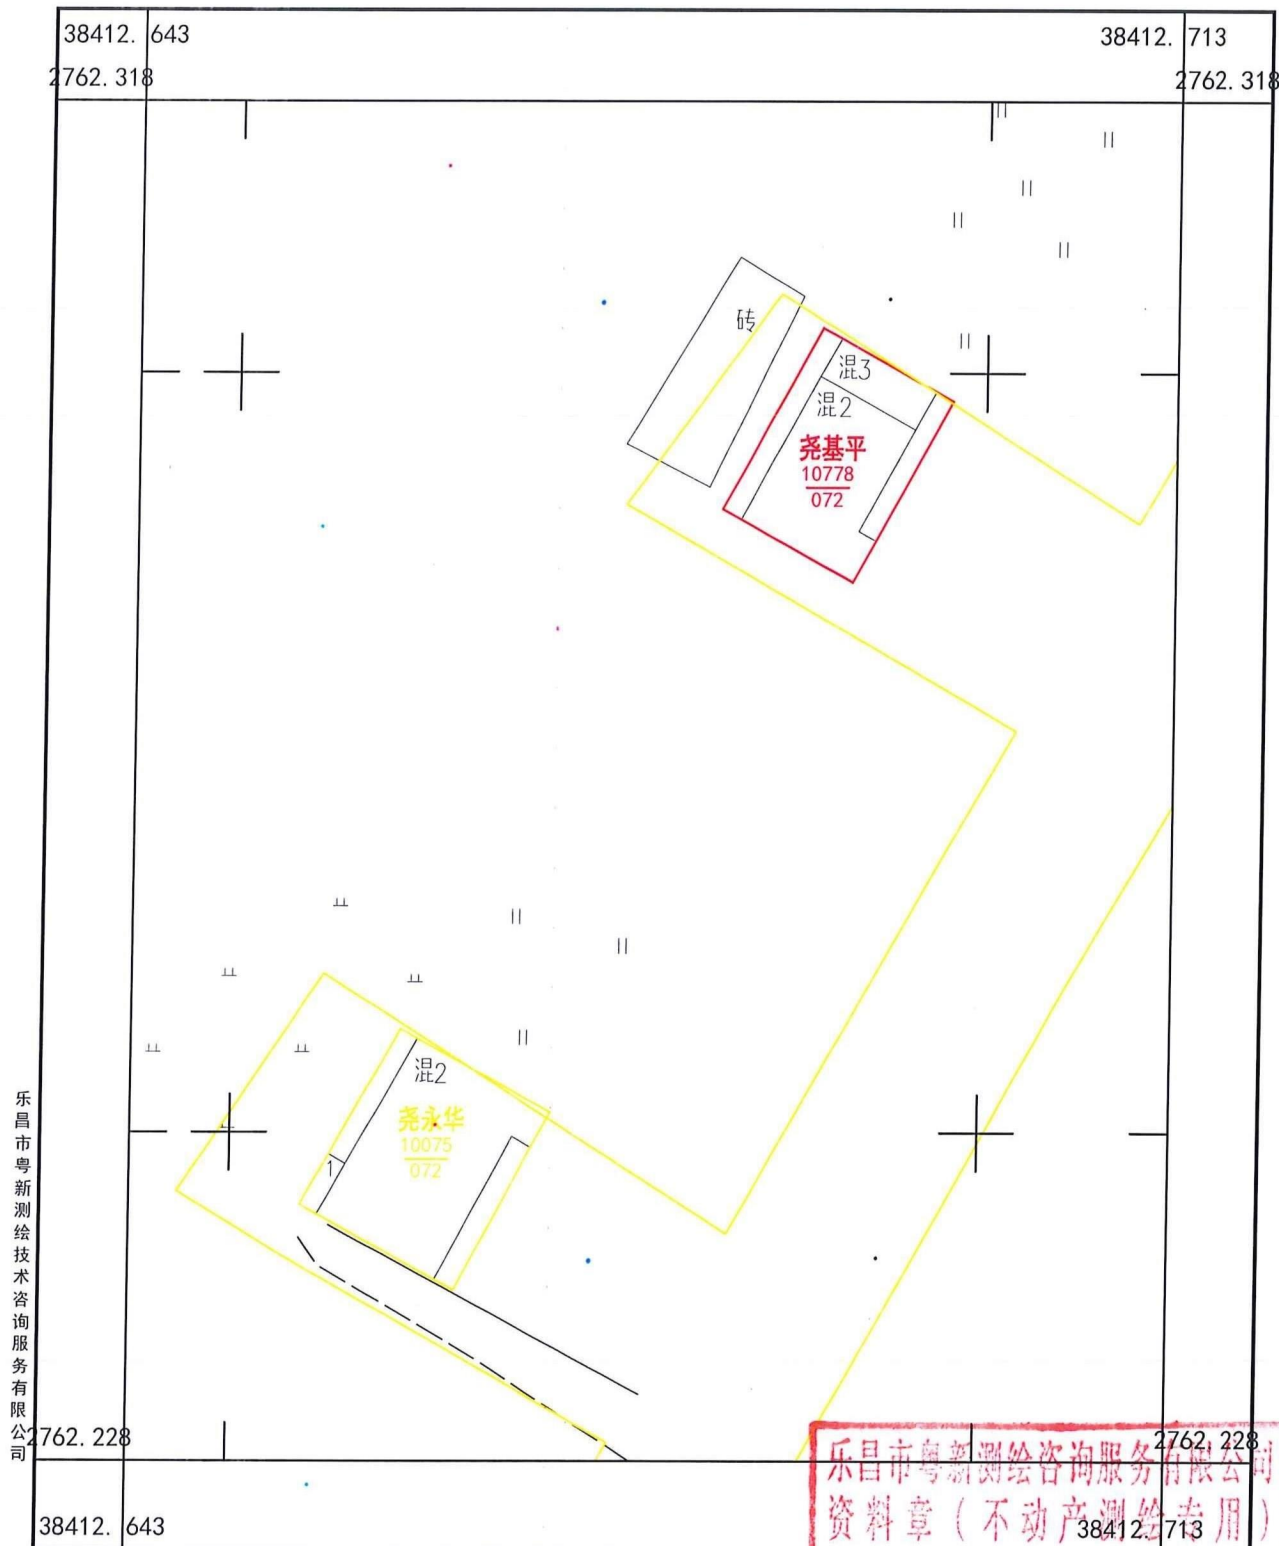 38412. 643
38412. 713
2762. 318
2762. 318
砖
混3
混2
尧基平
10778
072
混2
尧永华
10075
072
1
乐昌市粤新测绘技术咨询服务有限公司
2762. 228
2762. 228
乐昌市粤新测绘咨询服务有限公司
资料章(不动产测绘专用)
38412. 643
38412. 713